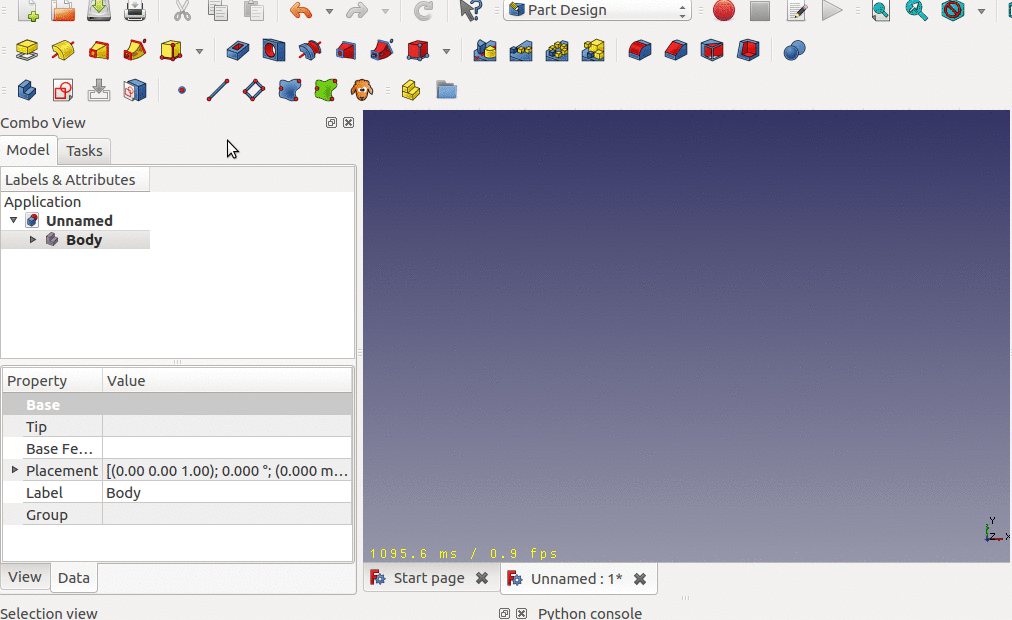 Part Design
Combo View
Model Tasks
Labels & Attributes
Application
Unnamed
Body
Property Value
Base
Tip
Base Fe...
Placement [(0.00 0.00 1.00); 0.000 °; (0.000 m...
Label Body
Group
Y
Z X
1095.6 ms / 0.9 fps
View Data
Start page Unnamed : 1*
Selection view Python console